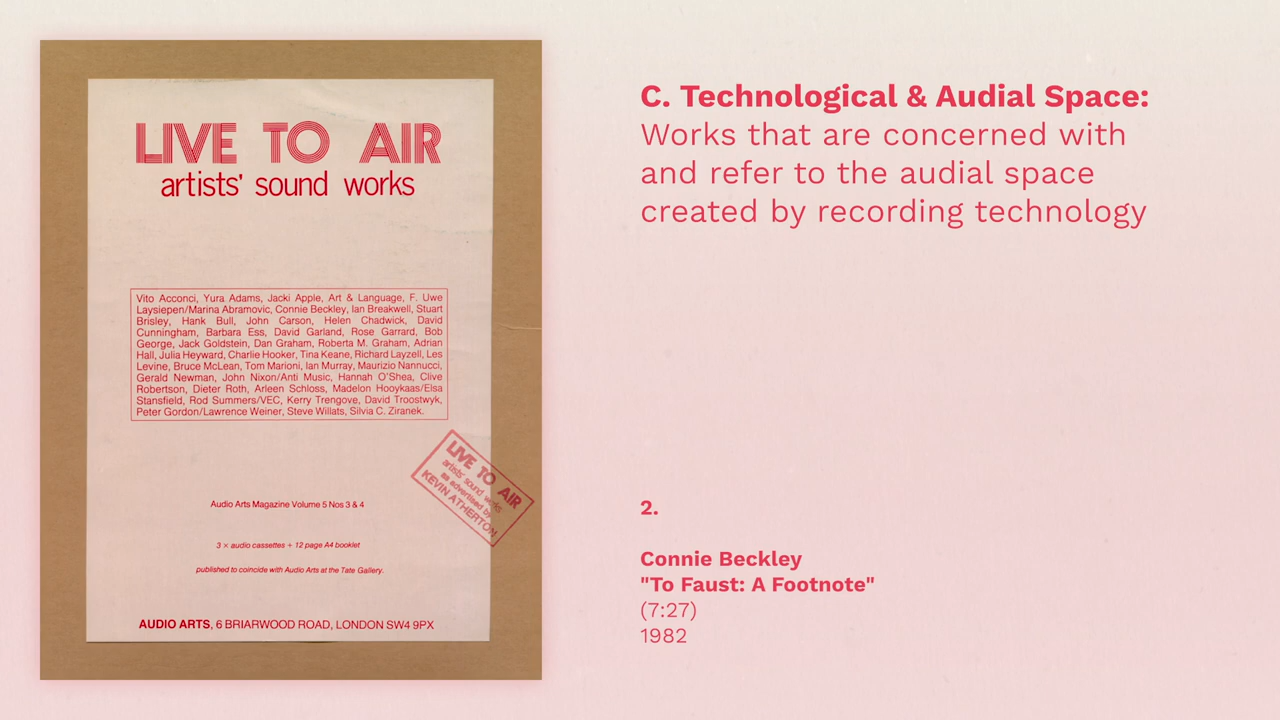 LIVE TO AIR
artists' sound works
Vito Acconci, Yura Adams, Jacki Apple, Art & Language, F. Uwe
Laysiepen/Marina Abramovic, Connie Beckley, Ian Breakwell, Stuart
Brisley, Hank Bull, John Carson, Helen Chadwick, David
Cunningham, Barbara Ess, David Garland, Rose Garrard, Bob
George, Jack Goldstein, Dan Graham, Roberta M. Graham, Adrian
Hall, Julia Heyward, Charlie Hooker, Tina Keane, Richard Layzell, Les
Levine, Bruce McLean, Tom Marioni, Ian Murray, Maurizio Nannucci,
Gerald Newman, John Nixon/Anti Music, Hannah O'Shea, Clive
Robertson, Dieter Roth, Arleen Schloss, Madelon Hooykaas/Elsa
Stansfield, Rod Summers/VEC, Kerry Trengove, David Troostwyk,
Peter Gordon/Lawrence Weiner, Steve Willats, Silvia C. Ziranek.
LIVE TO AIR
artists' sound works
as advertised by
KEVIN ATHERTON
Audio Arts Magazine Volume 5 Nos 3 & 4
3 × audio cassettes + 12 page A4 booklet
published to coincide with Audio Arts at the Tate Gallery.
AUDIO ARTS, 6 BRIARWOOD ROAD, LONDON SW4 9PX
C. Technological & Audial Space:
Works that are concerned with
and refer to the audial space
created by recording technology
2.
Connie Beckley
"To Faust: A Footnote"
(7:27)
1982